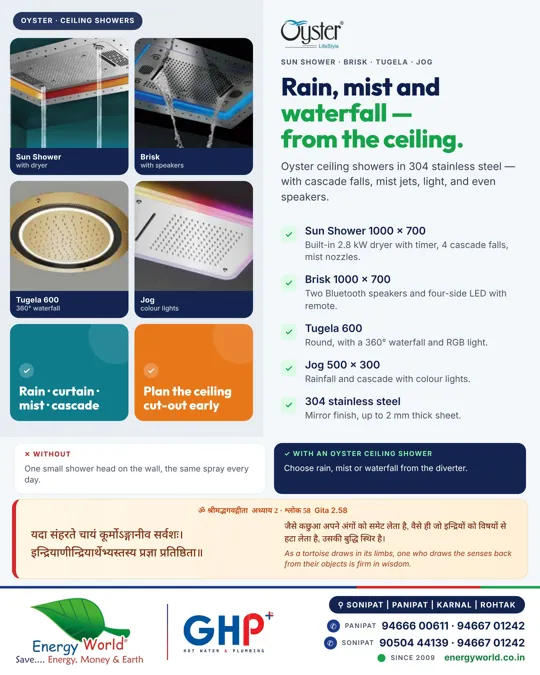 OYSTER · CEILING SHOWERS
Sun Shower
with dryer
Brisk
with speakers
Tugela 600
360° waterfall
Jog
colour lights
Rain · curtain ·
mist · cascade
Plan the ceiling
cut-out early
Oyster®
LifeStyle
SUN SHOWER · BRISK · TUGELA · JOG
Rain, mist and
waterfall —
from the ceiling.
Oyster ceiling showers in 304 stainless steel —
with cascade falls, mist jets, light, and even
speakers.
Sun Shower 1000 × 700
Built-in 2.8 kW dryer with timer, 4 cascade falls,
mist nozzles.
Brisk 1000 × 700
Two Bluetooth speakers and four-side LED with
remote.
Tugela 600
Round, with a 360° waterfall and RGB light.
Jog 500 × 300
Rainfall and cascade with colour lights.
304 stainless steel
Mirror finish, up to 2 mm thick sheet.
✕ WITHOUT
One small shower head on the wall, the same spray every
day.
✓ WITH AN OYSTER CEILING SHOWER
Choose rain, mist or waterfall from the diverter.
ॐ श्रीमद्भगवद्गीता अध्याय 2 · श्लोक 58 Gita 2.58
यदा संहरते चायं कूर्मोऽङ्गानीव सर्वशः।
इन्द्रियाणीन्द्रियार्थेभ्यस्तस्य प्रज्ञा प्रतिष्ठिता॥
जैसे कछुआ अपने अंगों को समेट लेता है, वैसे ही जो इन्द्रियों को विषयों से
हटा लेता है, उसकी बुद्धि स्थिर है।
As a tortoise draws in its limbs, one who draws the senses back
from their objects is firm in wisdom.
Energy World®
Save.... Energy, Money & Earth
GHP+
HOT WATER & PLUMBING
SONIPAT | PANIPAT | KARNAL | ROHTAK
PANIPAT 94666 00611 · 94667 01242
SONIPAT 90504 44139 · 94667 01242
SINCE 2009 energyworld.co.in